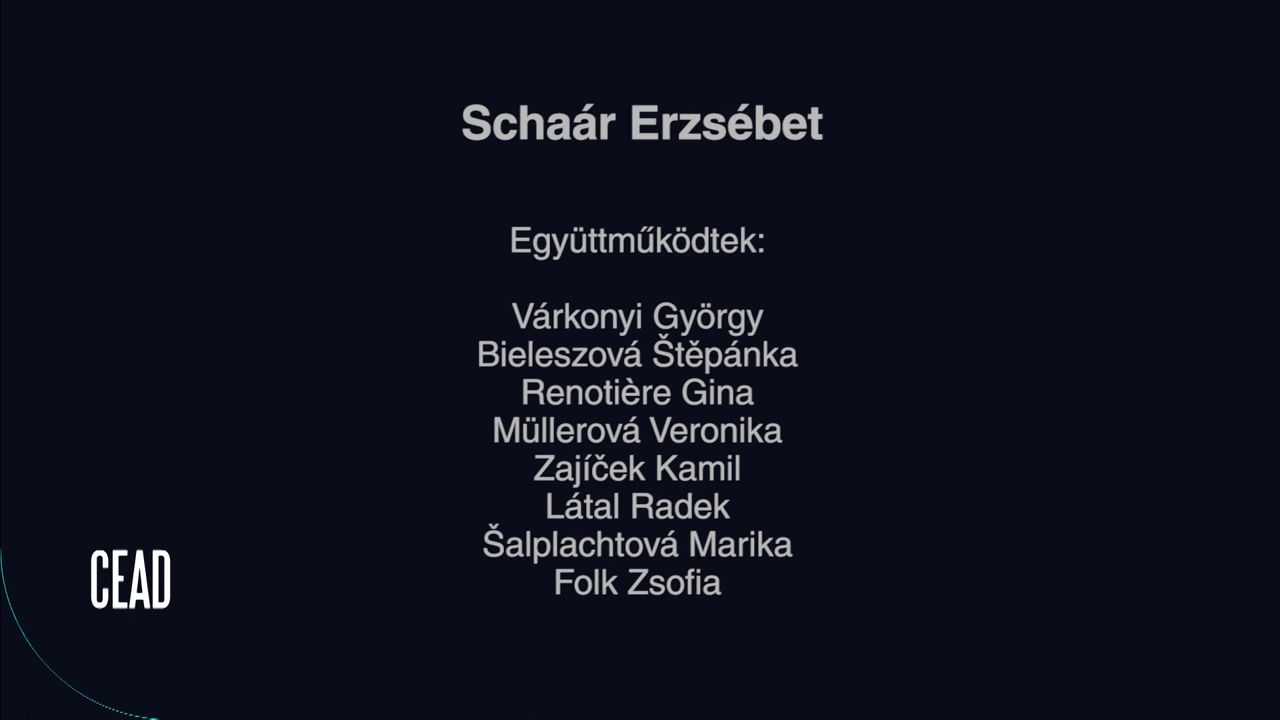 Schaár Erzsébet
Együttműködtek:
Várkonyi György
Bieleszová Štěpánka
Renotière Gina
Müllerová Veronika
Zajíček Kamil
Látal Radek
Šalplachtová Marika
Folk Zsofia
CEAD